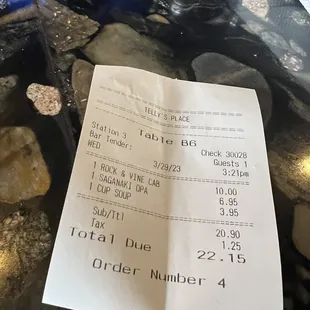 TELLY'S PLACE
Table B6
Station 3
Check 30028
Bar Tender:
Guests 1
WED
3/29/23
3:21pm
1 ROCK & VINE CAB 10.00
1 SAGANAKI OPA 6.95
1 CUP SOUP 3.95
Sub/Ttl 20.90
Tax 1.25
Total Due 22.15
Order Number 4